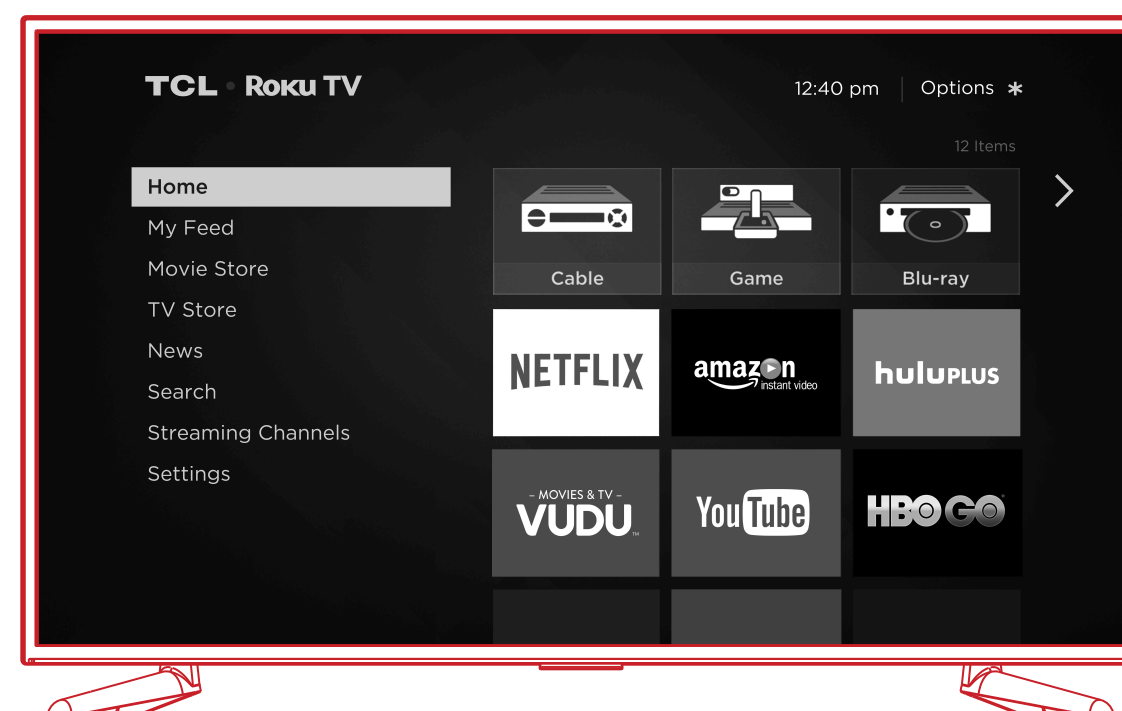 TCL • Roku TV
12:40 pm | Options *
12 Items
Home
My Feed
Movie Store
TV Store
News
Search
Streaming Channels
Settings
Cable
Game
Blu-ray
NETFLIX
amazon
instant video
huluPLUS
– MOVIES & TV –
VUDU™
YouTube
HBO GO